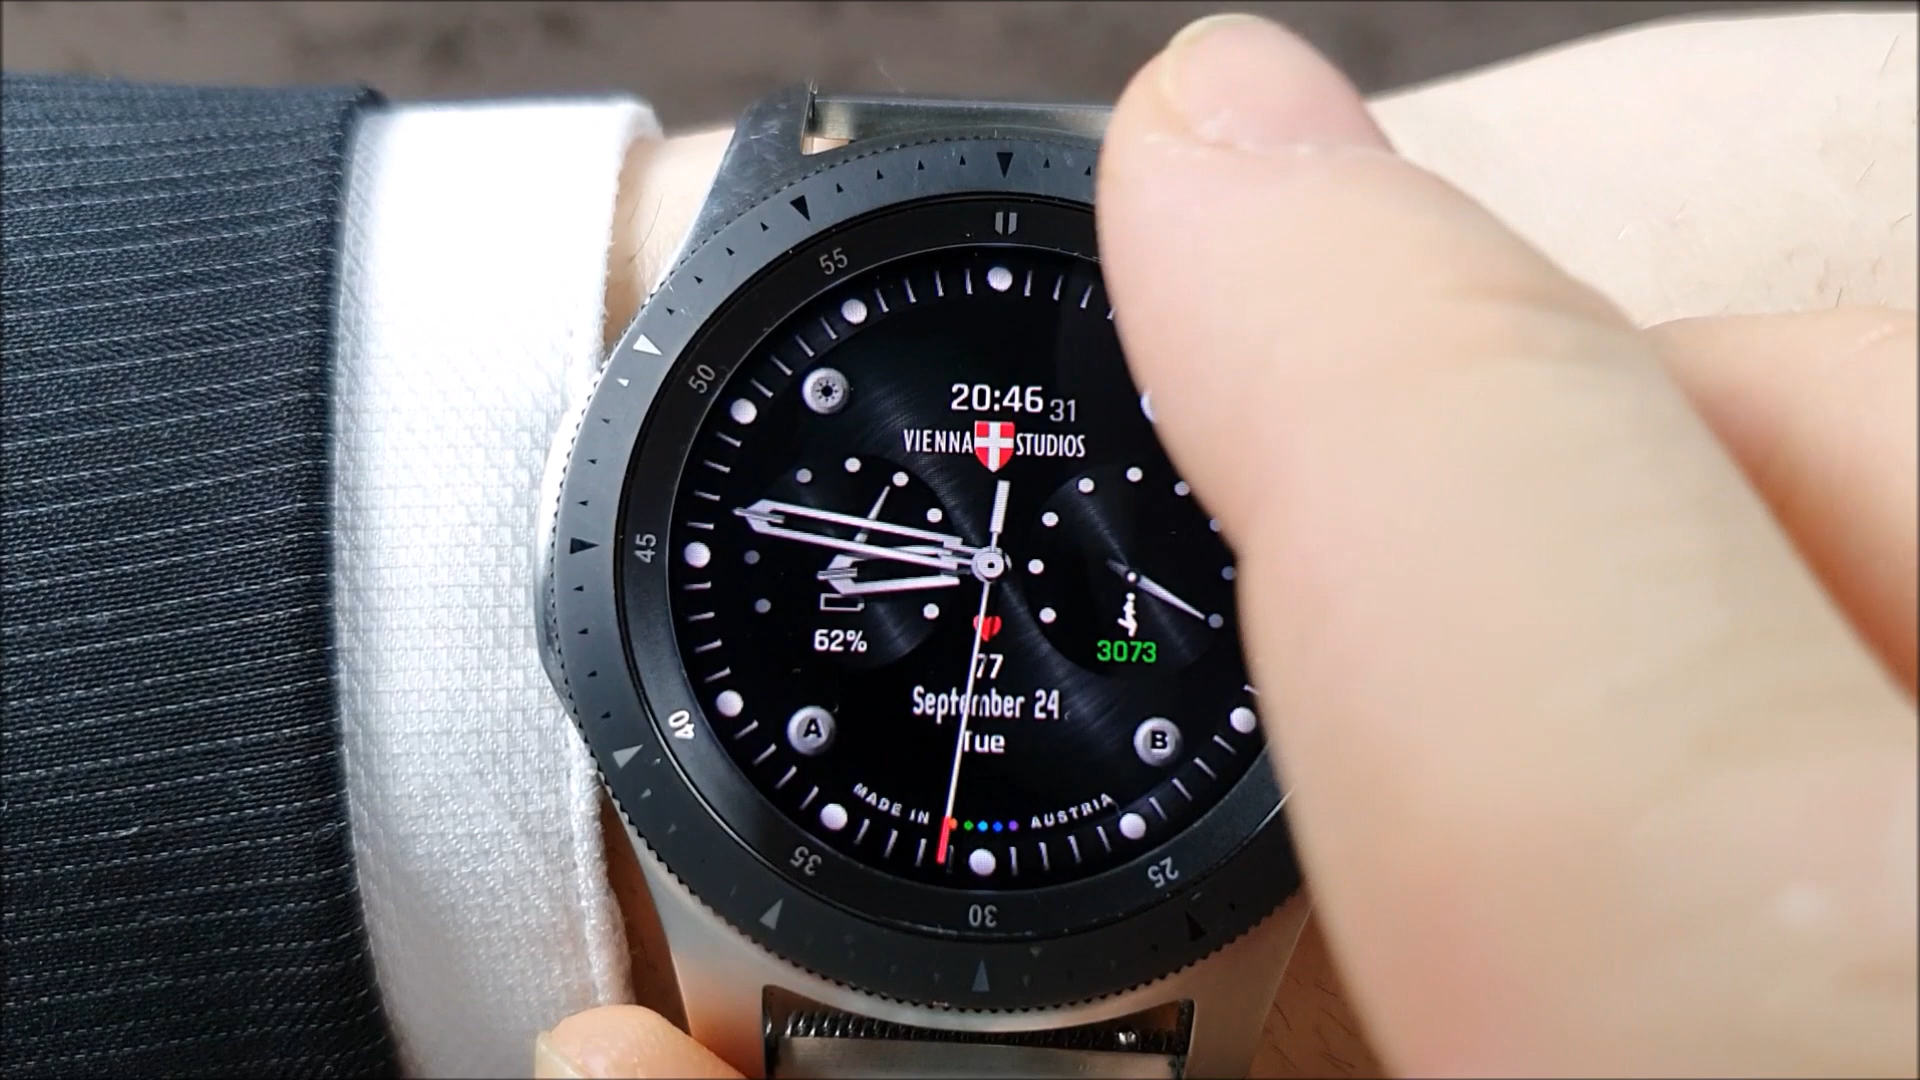 55
50
45
40
35
30
25
20:46 31
VIENNA STUDIOS
62%
3073
77
September 24
Tue
A
B
MADE IN AUSTRIA